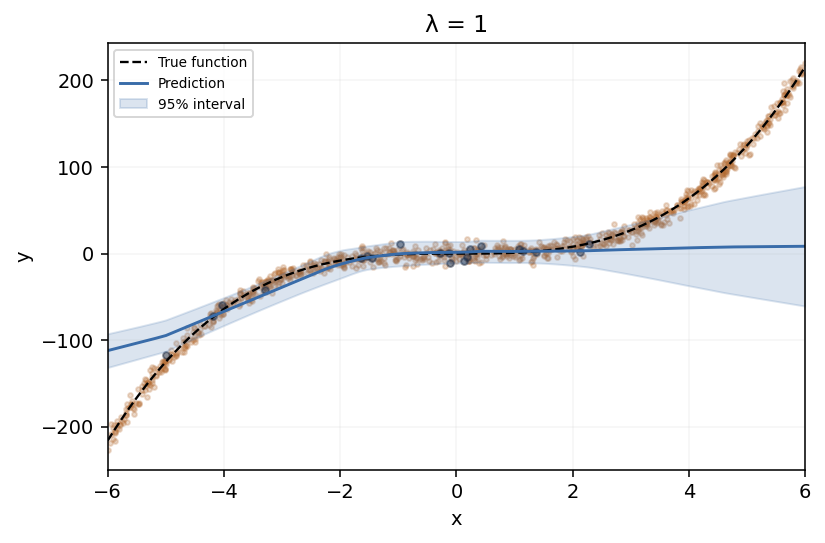 λ = 1
True function
Prediction
95% interval
200
100
0
−100
−200
y
−6 −4 −2 0 2 4 6
x